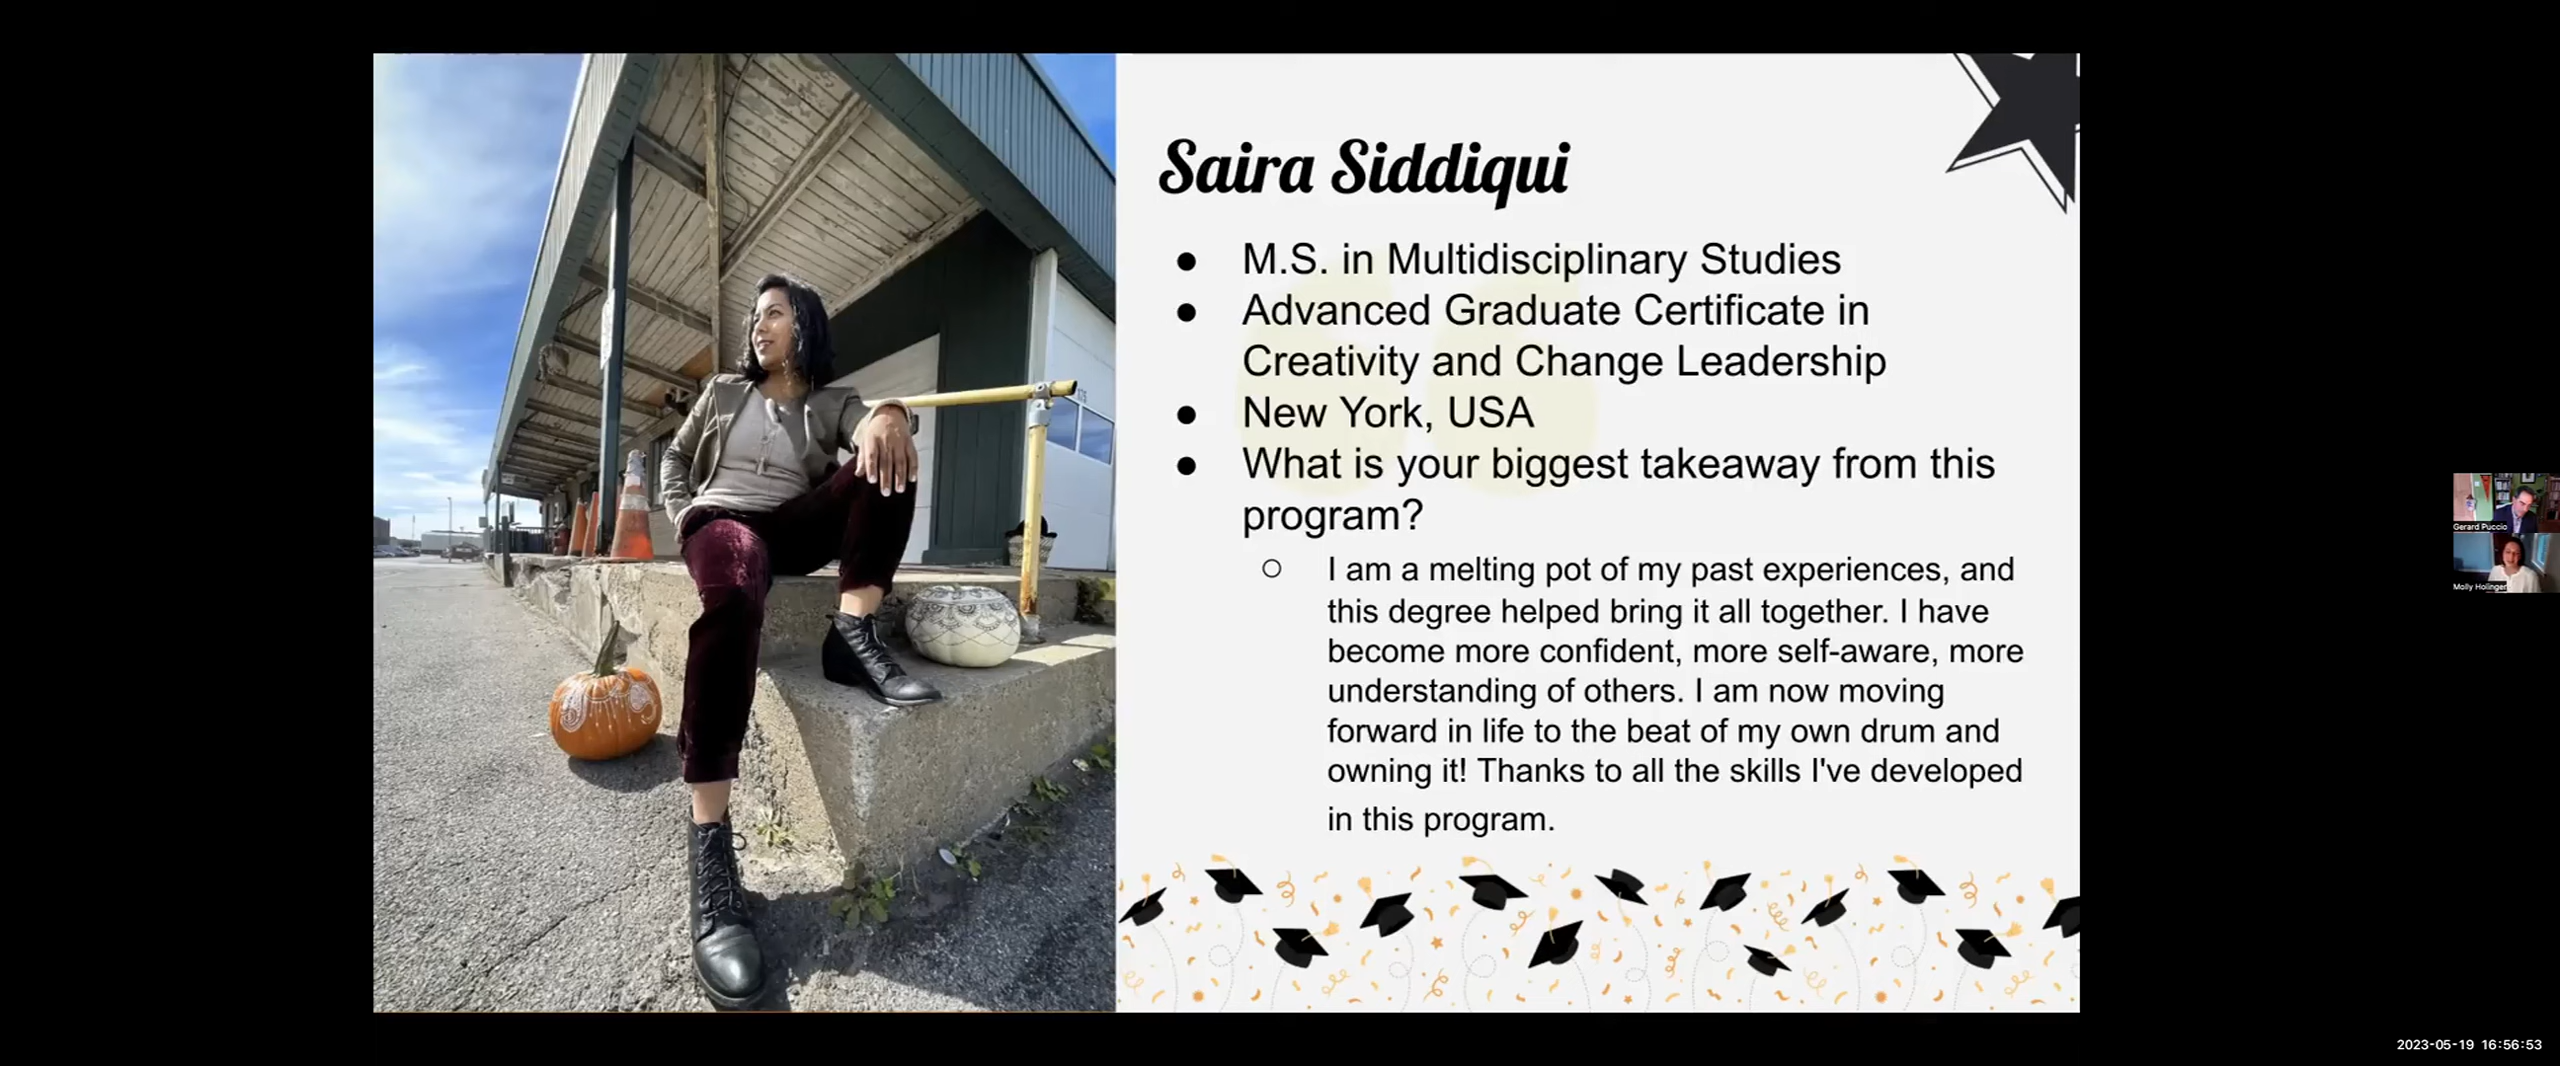 Saira Siddiqui
● M.S. in Multidisciplinary Studies
● Advanced Graduate Certificate in
Creativity and Change Leadership
● New York, USA
● What is your biggest takeaway from this
program?
○ I am a melting pot of my past experiences, and
this degree helped bring it all together. I have
become more confident, more self-aware, more
understanding of others. I am now moving
forward in life to the beat of my own drum and
owning it! Thanks to all the skills I've developed
in this program.
Gerard Puccio
Molly Holinger
2023-05-19 16:56:53